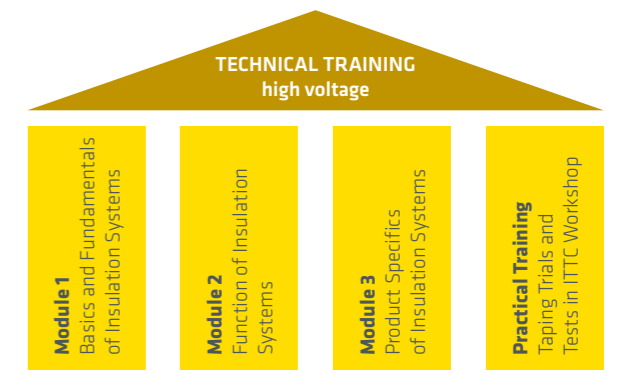 TECHNICAL TRAINING
high voltage
Module 1
Basics and Fundamentals
of Insulation Systems
Module 2
Function of Insulation
Systems
Module 3
Product Specifics
of Insulation Systems
Practical Training
Taping Trials and
Tests in ITTC Workshop